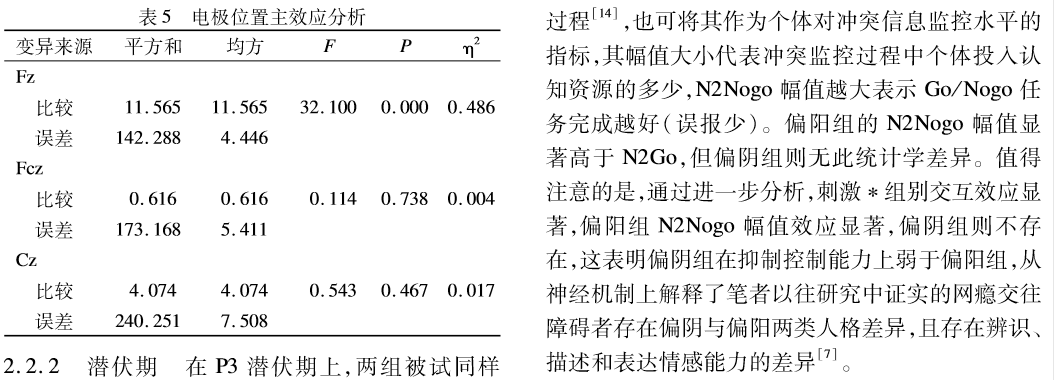 表5 电极位置主效应分析
变异来源 平方和 均方 F P η²
Fz
比较 11.565 11.565 32.100 0.000 0.486
误差 142.288 4.446
Fcz
比较 0.616 0.616 0.114 0.738 0.004
误差 173.168 5.411
Cz
比较 4.074 4.074 0.543 0.467 0.017
误差 240.251 7.508
2.2.2 潜伏期 在 P3 潜伏期上,两组被试同样
过程[14],也可将其作为个体对冲突信息监控水平的
指标,其幅值大小代表冲突监控过程中个体投入认
知资源的多少,N2Nogo 幅值越大表示 Go/Nogo 任
务完成越好(误报少)。偏阳组的 N2Nogo 幅值显
著高于 N2Go,但偏阴组则无此统计学差异。值得
注意的是,通过进一步分析,刺激*组别交互效应显
著,偏阳组 N2Nogo 幅值效应显著,偏阴组则不存
在,这表明偏阴组在抑制控制能力上弱于偏阳组,从
神经机制上解释了笔者以往研究中证实的网瘾交往
障碍者存在偏阴与偏阳两类人格差异,且存在辨识、
描述和表达情感能力的差异[7]。